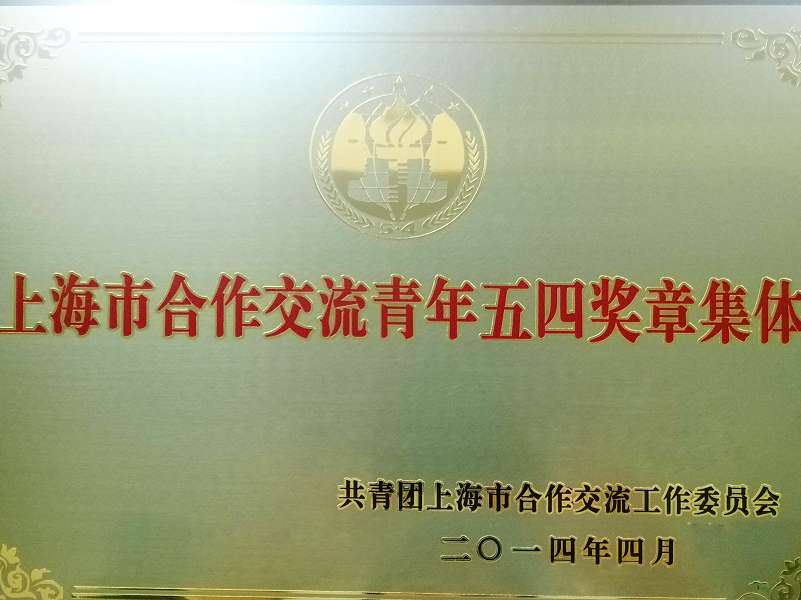 上海市合作交流青年五四奖章集体
共青团上海市合作交流工作委员会
二〇一四年四月